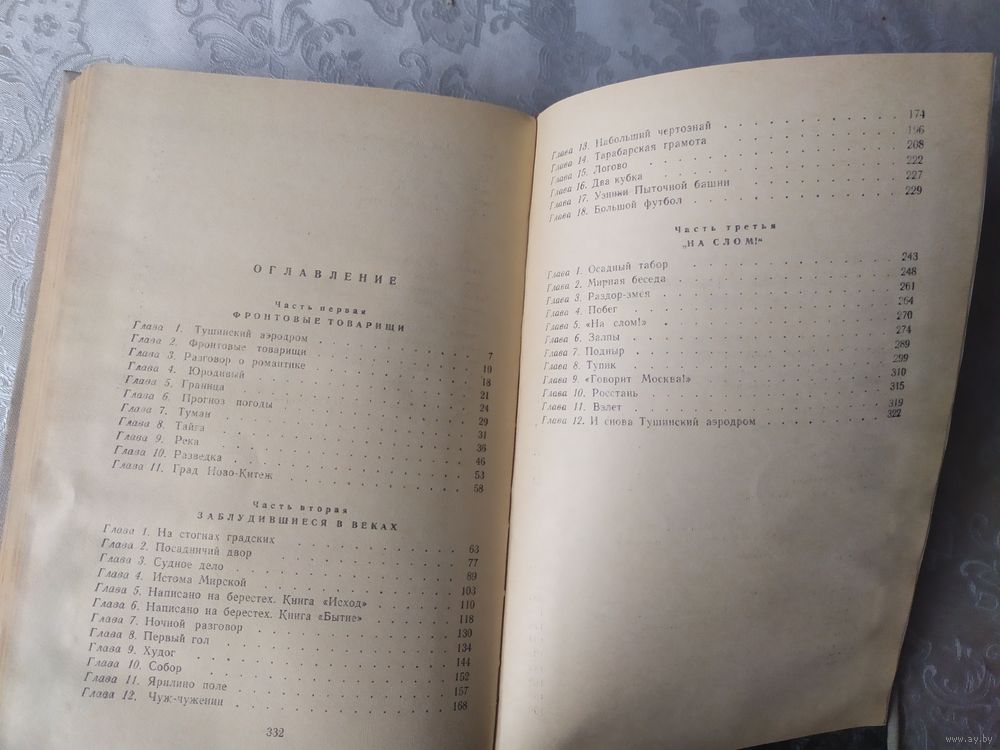 ОГЛАВЛЕНИЕ
Часть первая
ФРОНТОВЫЕ ТОВАРИЩИ
Глава 1. Тушинский аэродром . . . 7
Глава 2. Фронтовые товарищи . . . 10
Глава 3. Разговор о романтике . . . 18
Глава 4. Юродивый . . . 21
Глава 5. Граница . . . 24
Глава 6. Прогноз погоды . . . 29
Глава 7. Туман . . . 31
Глава 8. Тайга . . . 36
Глава 9. Река . . . 46
Глава 10. Разведка . . . 53
Глава 11. Град Ново-Китеж . . . 58
Часть вторая
ЗАБЛУДИВШИЕСЯ В ВЕКАХ
Глава 1. На стогнах градских . . . 63
Глава 2. Посадничий двор . . . 77
Глава 3. Судное дело . . . 89
Глава 4. Истома Мирской . . . 103
Глава 5. Написано на берестех. Книга «Исход» . . . 110
Глава 6. Написано на берестех. Книга «Бытие» . . . 118
Глава 7. Ночной разговор . . . 130
Глава 8. Первый гол . . . 134
Глава 9. Худог . . . 144
Глава 10. Собор . . . 152
Глава 11. Ярилино поле . . . 157
Глава 12. Чуж-чуженин . . . 168
332
Глава 13. Набольший чертознай . . . 174
Глава 14. Тарабарская грамота . . . 196
Глава 15. Логово . . . 208
Глава 16. Два кубка . . . 222
Глава 17. Узники Пыточной башни . . . 227
Глава 18. Большой футбол . . . 229
Часть третья
„НА СЛОМ!“
Глава 1. Осадный табор . . . 243
Глава 2. Мирная беседа . . . 248
Глава 3. Раздор-змея . . . 261
Глава 4. Побег . . . 264
Глава 5. «На слом!» . . . 270
Глава 6. Залпы . . . 274
Глава 7. Подныр . . . 289
Глава 8. Тупик . . . 299
Глава 9. «Говорит Москва!» . . . 310
Глава 10. Росстань . . . 315
Глава 11. Взлет . . . 319
Глава 12. И снова Тушинский аэродром . . . 322
www.ay.by